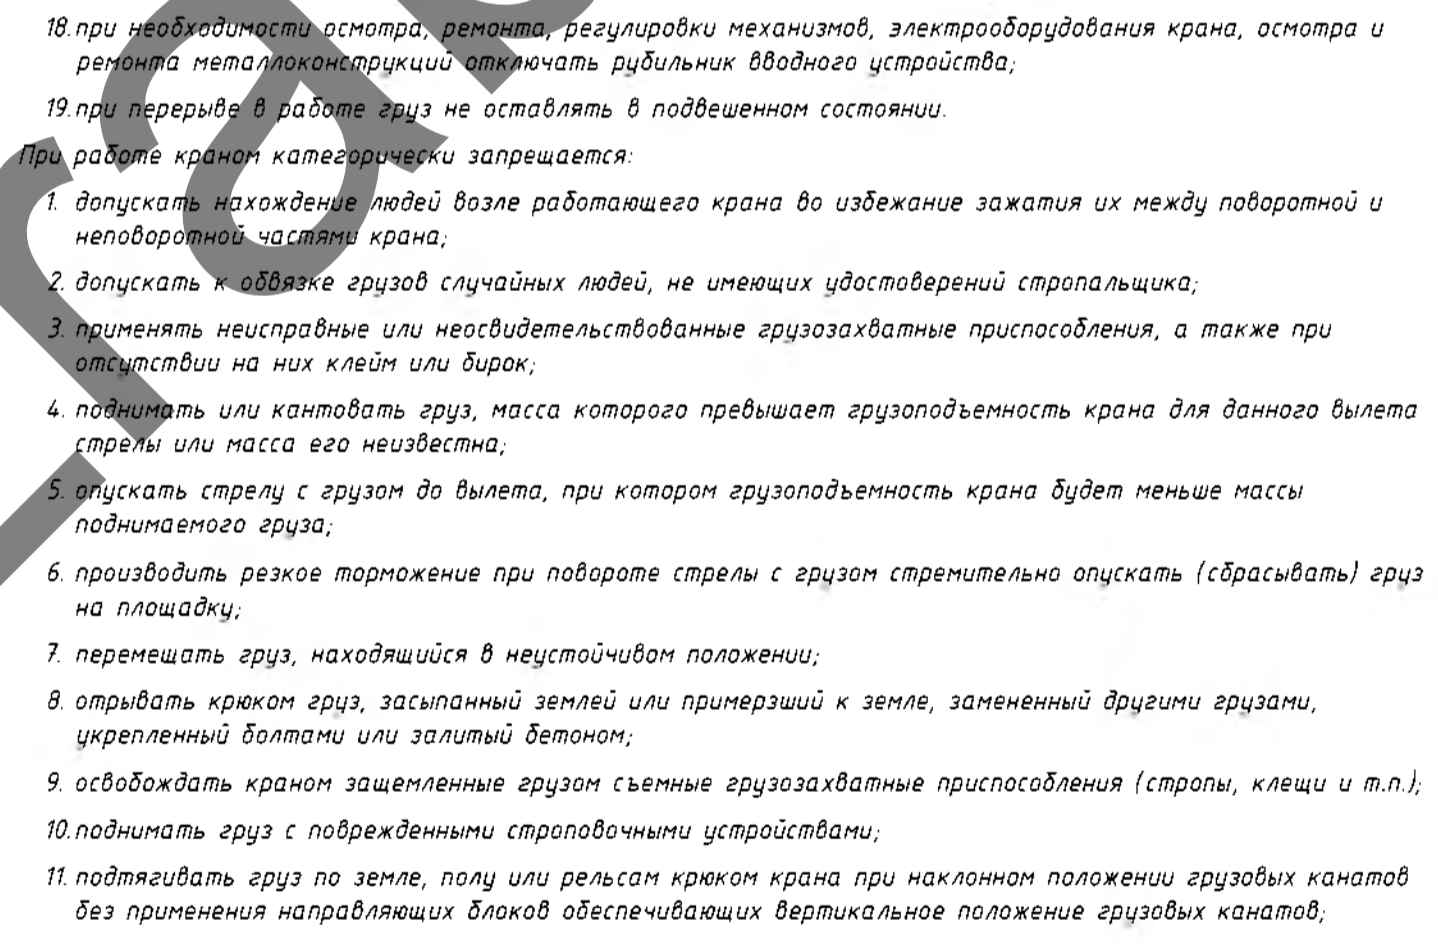 18. при необходимости осмотра, ремонта, регулировки механизмов, электрооборудования крана, осмотра и
ремонта металлоконструкций отключать рубильник вводного устройства;
19. при перерыве в работе груз не оставлять в подвешенном состоянии.
При работе краном категорически запрещается:
1. допускать нахождение людей возле работающего крана во избежание зажатия их между поворотной и
неповоротной частями крана;
2. допускать к обвязке грузов случайных людей, не имеющих удостоверений стропальщика;
3. применять неисправные или неосвидетельствованные грузозахватные приспособления, а также при
отсутствии на них клейм или бирок;
4. поднимать или кантовать груз, масса которого превышает грузоподъемность крана для данного вылета
стрелы или масса его неизвестна;
5. опускать стрелу с грузом до вылета, при котором грузоподъемность крана будет меньше массы
поднимаемого груза;
6. производить резкое торможение при повороте стрелы с грузом стремительно опускать (сбрасывать) груз
на площадку;
7. перемещать груз, находящийся в неустойчивом положении;
8. отрывать крюком груз, засыпанный землей или примерзший к земле, замененный другими грузами,
укрепленный болтами или залитый бетоном;
9. освобождать краном защемленные грузом съемные грузозахватные приспособления (стропы, клещи и т.п.);
10. поднимать груз с поврежденными строповочными устройствами;
11. подтягивать груз по земле, полу или рельсам крюком крана при наклонном положении грузовых канатов
без применения направляющих блоков обеспечивающих вертикальное положение грузовых канатов;